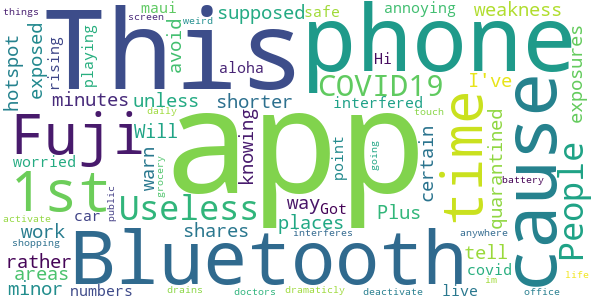 things
weird
screen
maui
supposed
safe
annoying
weakness
This
phone
cause
hotspot
exposed
rising
playing
avoid
aloha
Hi
COVID19
I've
exposures
minutes
unless
shorter
interfered
daily
touch
Fuji
app
time
People
Will
knowing
point
going
certain
quarantined
worried
warn
grocery
battery
1st
Useless
way
Got
places
Plus
car
public
activate
work
shares
tell
rather
Bluetooth
interferes
anywhere
shopping
areas
covid
im
life
minor
numbers
drains
doctors
dramaticly
deactivate
live
office